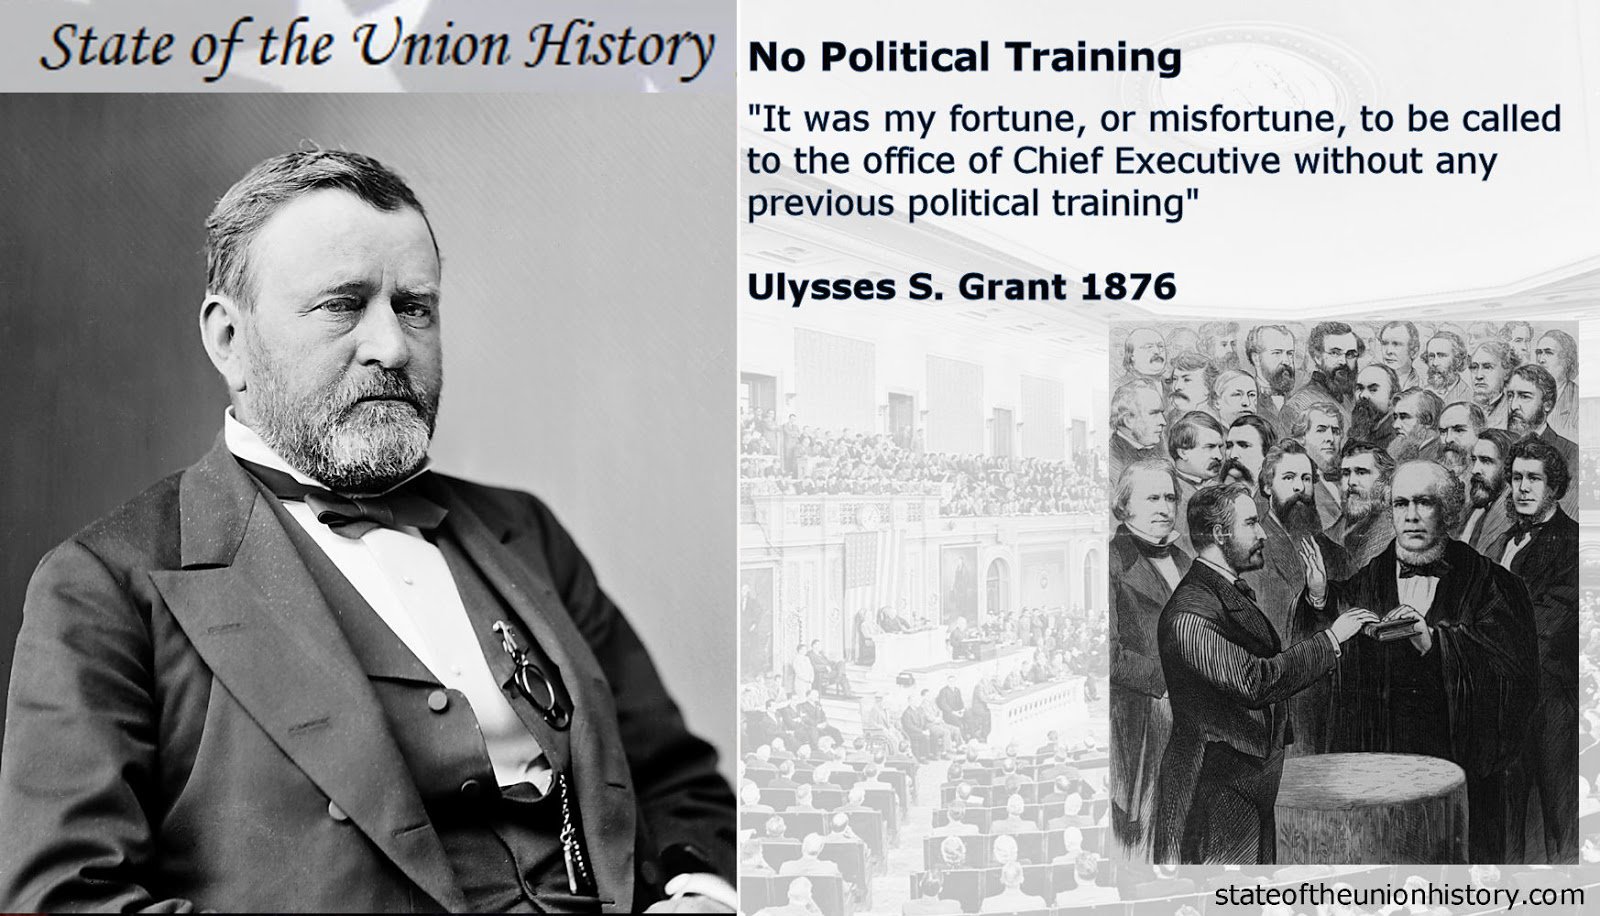 State of the Union History
No Political Training
"It was my fortune, or misfortune, to be called
to the office of Chief Executive without any
previous political training"
Ulysses S. Grant 1876
stateoftheunionhistory.com